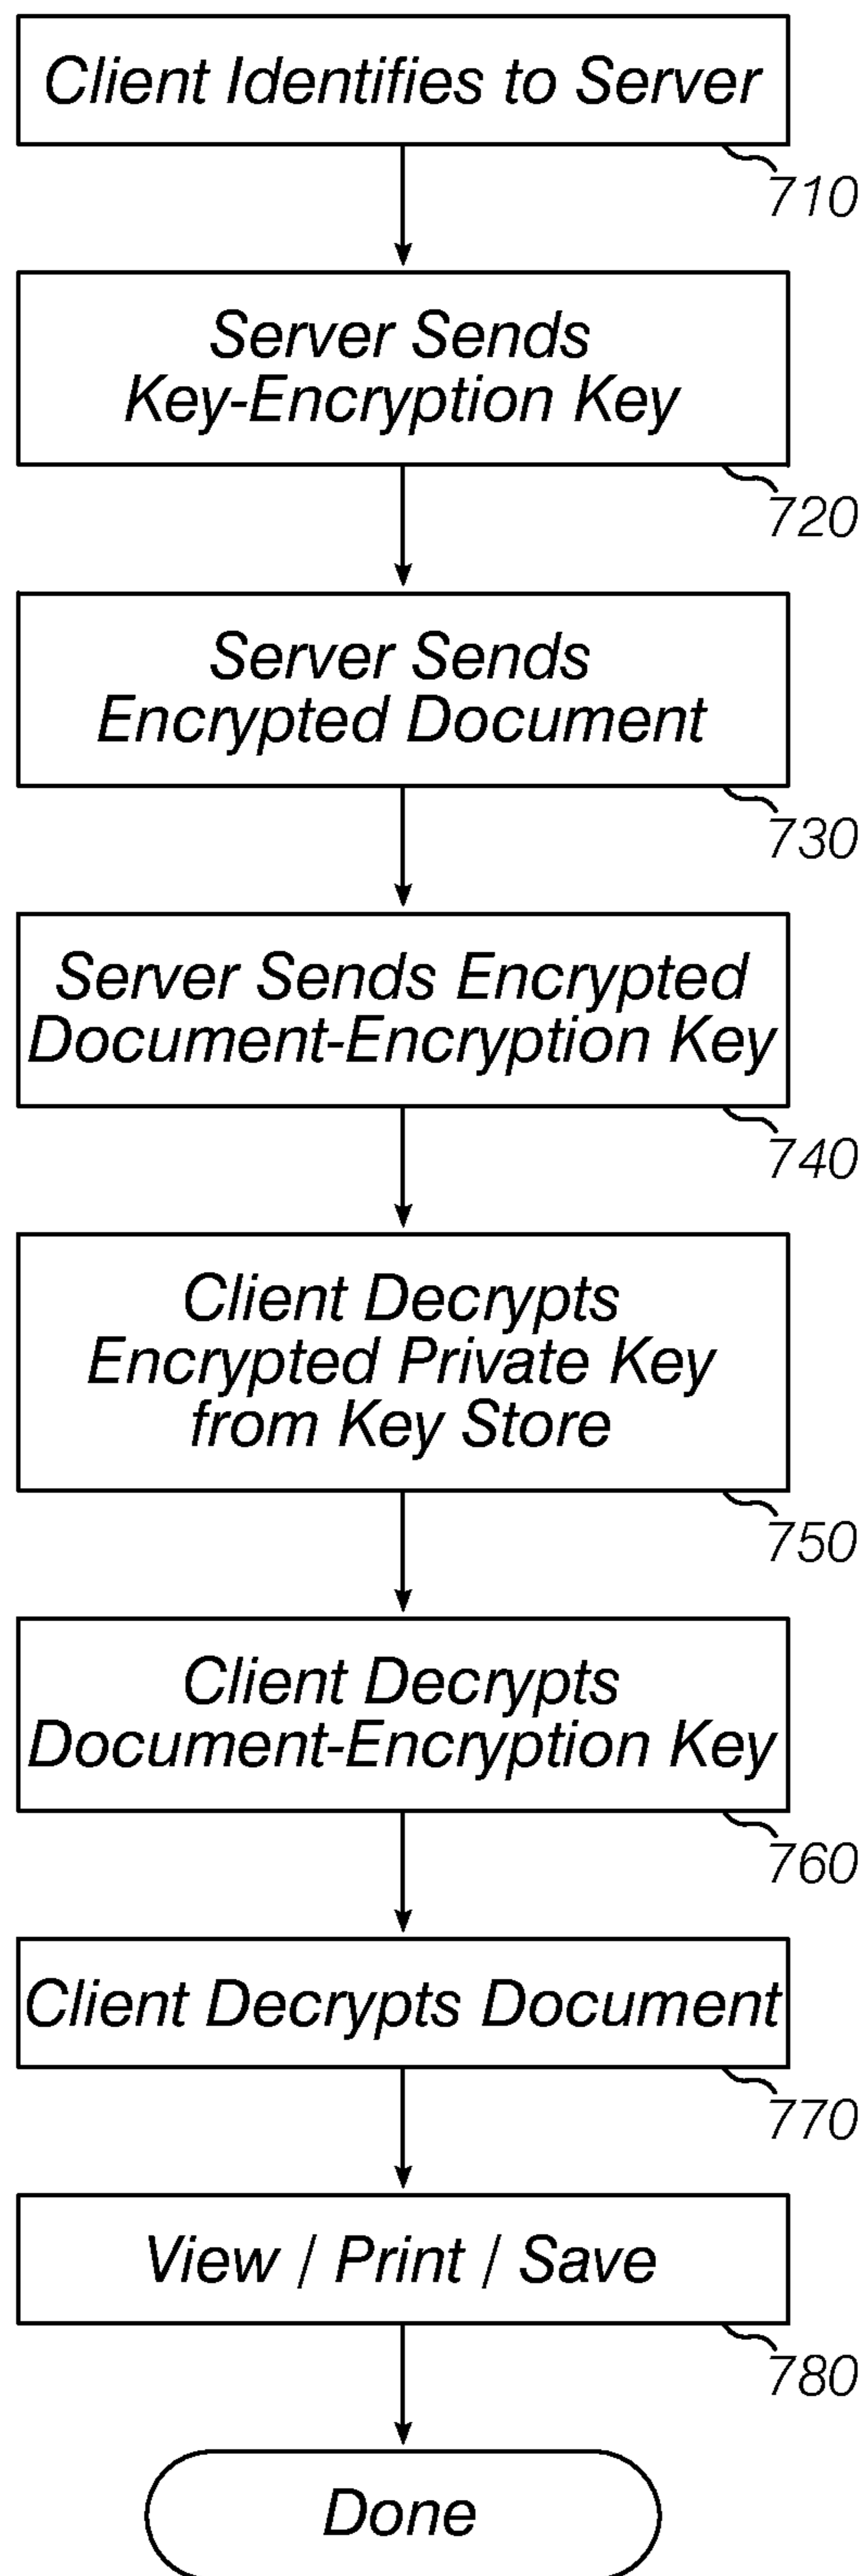 Client Identifies to Server
710
Server Sends
Key-Encryption Key
720
Server Sends
Encrypted Document
730
Server Sends Encrypted
Document-Encryption Key
740
Client Decrypts
Encrypted Private Key
from Key Store
750
Client Decrypts
Document-Encryption Key
760
Client Decrypts Document
770
View / Print / Save
780
Done